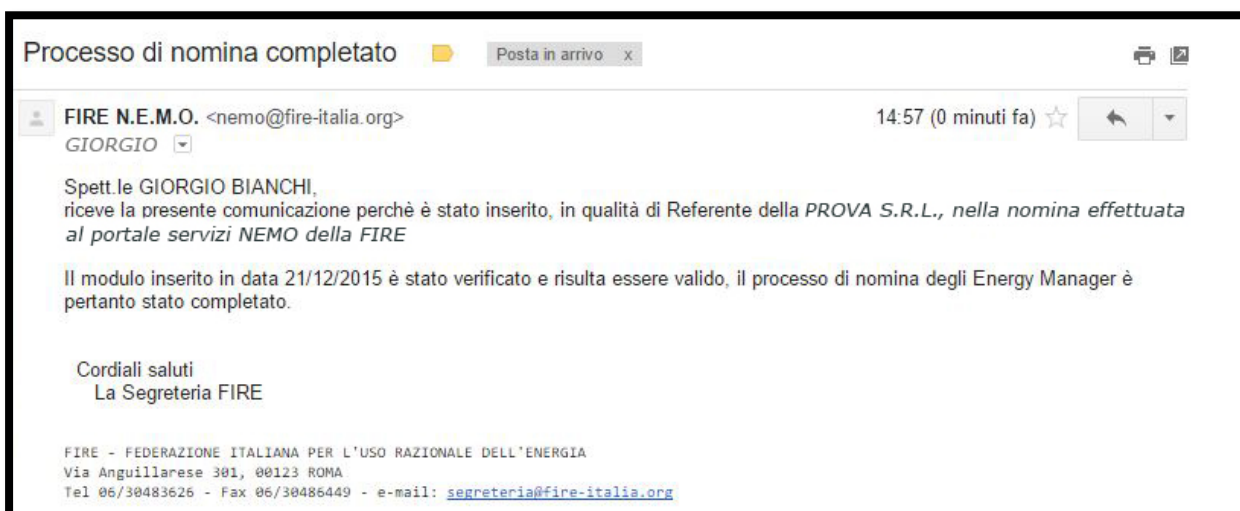 Processo di nomina completato Posta in arrivo x
FIRE N.E.M.O. <nemo@fire-italia.org> 14:57 (0 minuti fa)
GIORGIO
Spett.le GIORGIO BIANCHI,
riceve la presente comunicazione perchè è stato inserito, in qualità di Referente della PROVA S.R.L., nella nomina effettuata
al portale servizi NEMO della FIRE
Il modulo inserito in data 21/12/2015 è stato verificato e risulta essere valido, il processo di nomina degli Energy Manager è
pertanto stato completato.
Cordiali saluti
La Segreteria FIRE
FIRE - FEDERAZIONE ITALIANA PER L'USO RAZIONALE DELL'ENERGIA
Via Anguillarese 301, 00123 ROMA
Tel 06/30483626 - Fax 06/30486449 - e-mail: segreteria@fire-italia.org